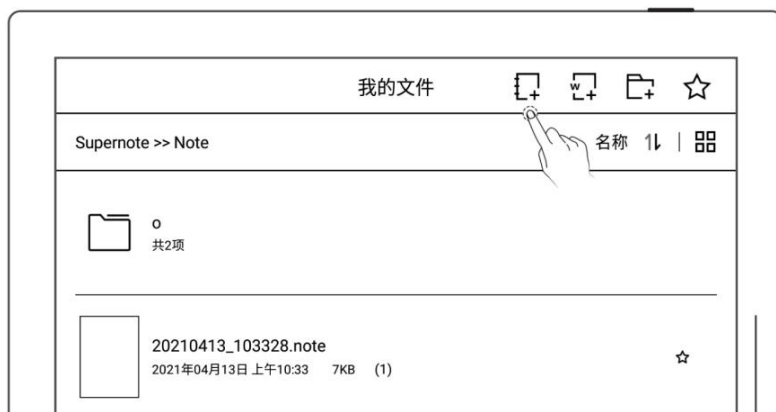 我的文件
W
Supernote >> Note
名称
o
共2项
20210413_103328.note
2021年04月13日 上午10:33 7KB (1)